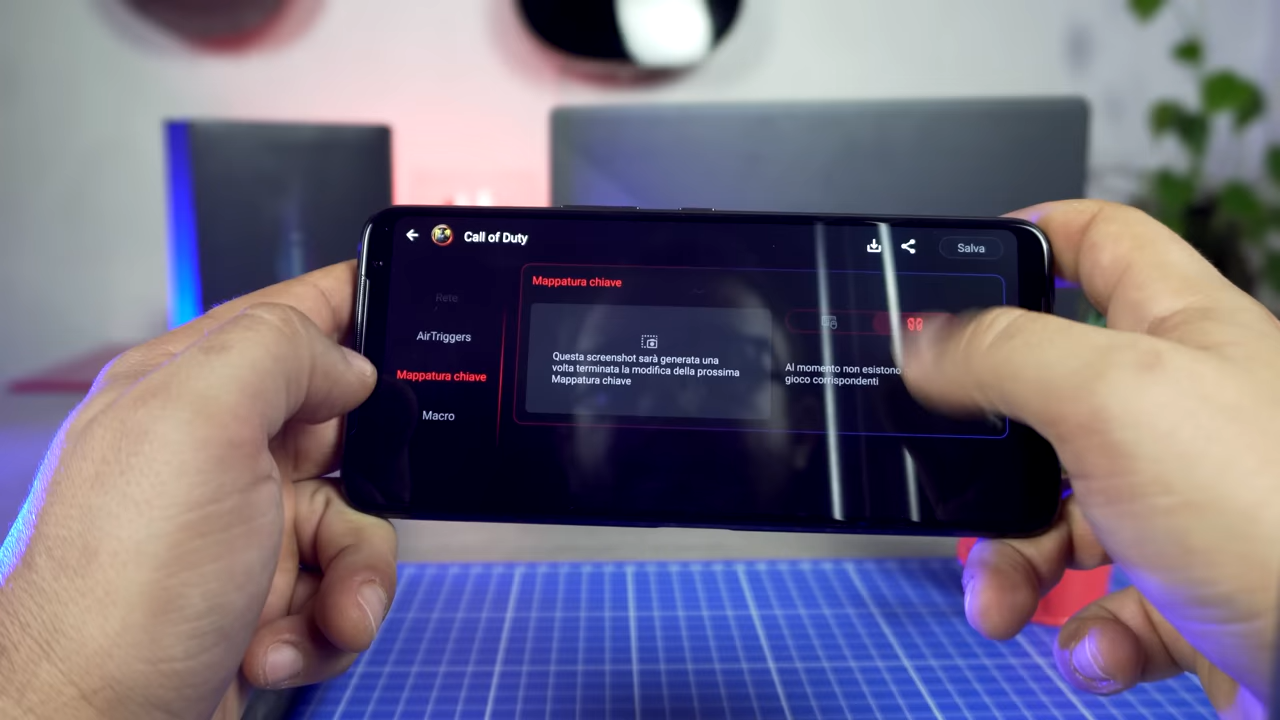 Call of Duty
Salva
Rete
AirTriggers
Mappatura chiave
Macro
Mappatura chiave
Questa screenshot sarà generata una
volta terminata la modifica della prossima
Mappatura chiave
Al momento non esistono
gioco corrispondenti